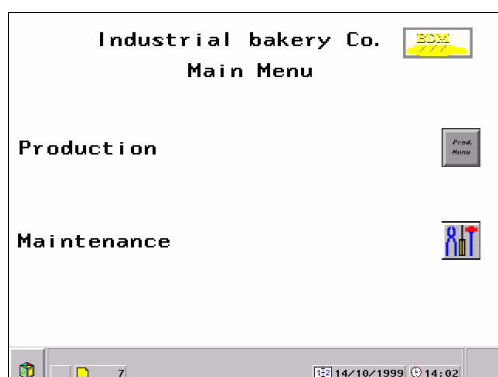 Industrial bakery Co.
BDM
Main Menu
Production
Prod.
Menu
Maintenance
7
14/10/1999 14:02